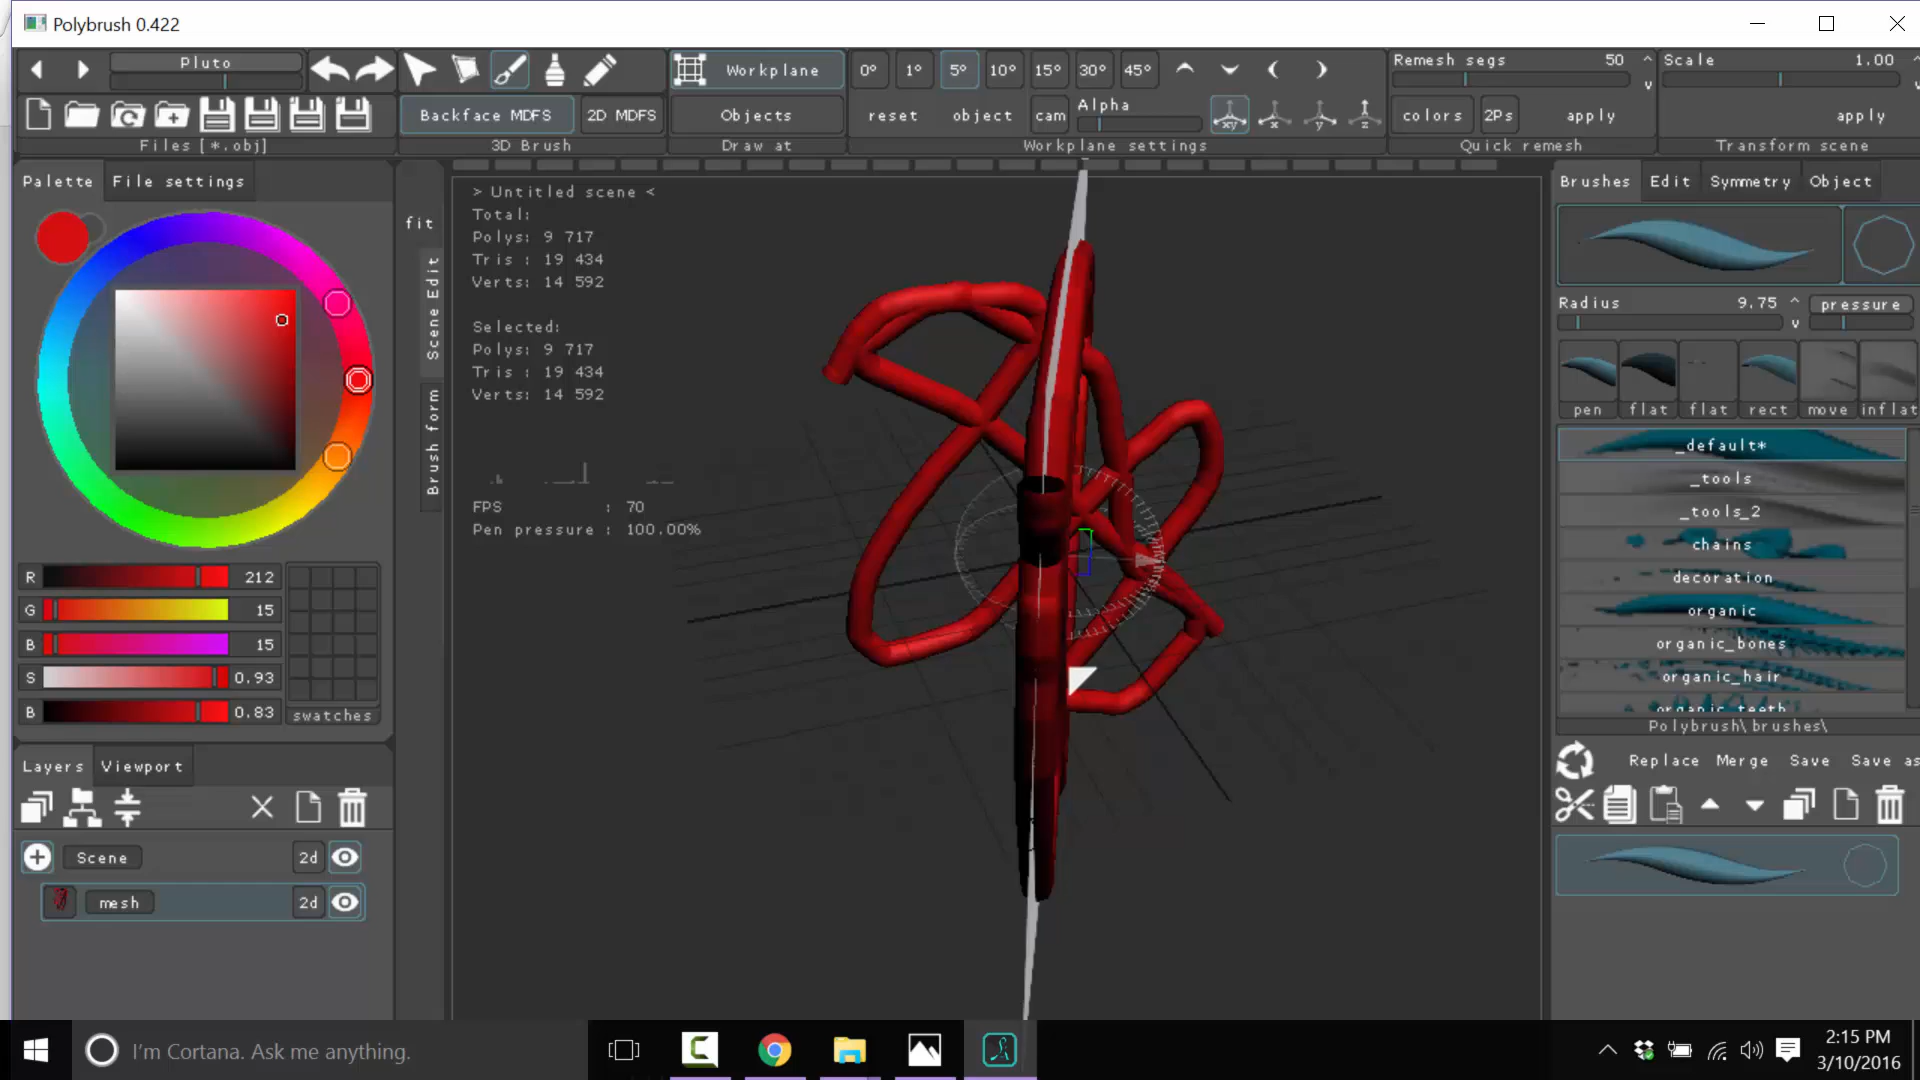 Polybrush 0.422
Pluto
Workplane
0° 1° 5° 10° 15° 30° 45°
Remesh segs 50
Scale 1.00
Backface MDFS
2D MDFS
Objects
reset object cam
Alpha
xy x y z
colors 2Ps apply
apply
Files [*.obj]
3D Brush
Draw at
Workplane settings
Quick remesh
Transform scene
Palette File settings
fit
Scene Edit
Brush form
> Untitled scene <
Total:
Polys: 9 717
Tris : 19 434
Verts: 14 592
Selected:
Polys: 9 717
Tris : 19 434
Verts: 14 592
FPS : 70
Pen pressure : 100.00%
Brushes Edit Symmetry Object
Radius 9.75 ^ pressure
v
pen flat flat rect move inflat
_default*
_tools
_tools_2
chains
decoration
organic
organic_bones
organic_hair
organic_teeth
Polybrush\brushes\
Replace Merge Save Save as
R 212
G 15
B 15
S 0.93
B 0.83
swatches
Layers Viewport
Scene 2d
mesh 2d
I'm Cortana. Ask me anything.
2:15 PM
3/10/2016